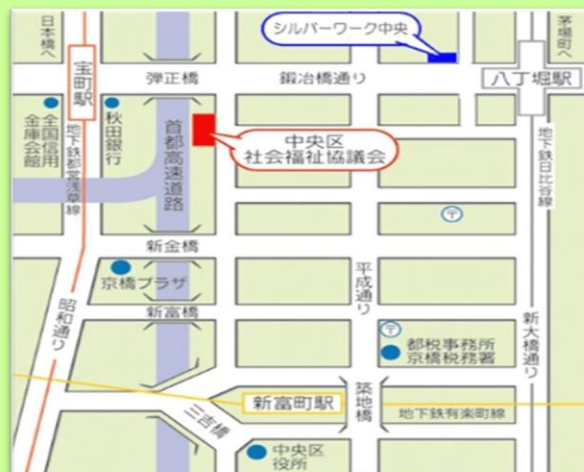 日本橋へ
シルバーワーク中央
茅場町へ
宝町駅
弾正橋
鍛冶橋通り
八丁堀駅
全国信用
金庫会館
地下鉄都営浅草線
秋田銀行
首都高速道路
中央区
社会福祉協議会
地下鉄日比谷線
〒
新金橋
京橋プラザ
平成通り
昭和通り
新富橋
〒
都税事務所
京橋税務署
新大橋通り
新富町駅
築地橋
地下鉄有楽町線
三吉橋
中央区
役所